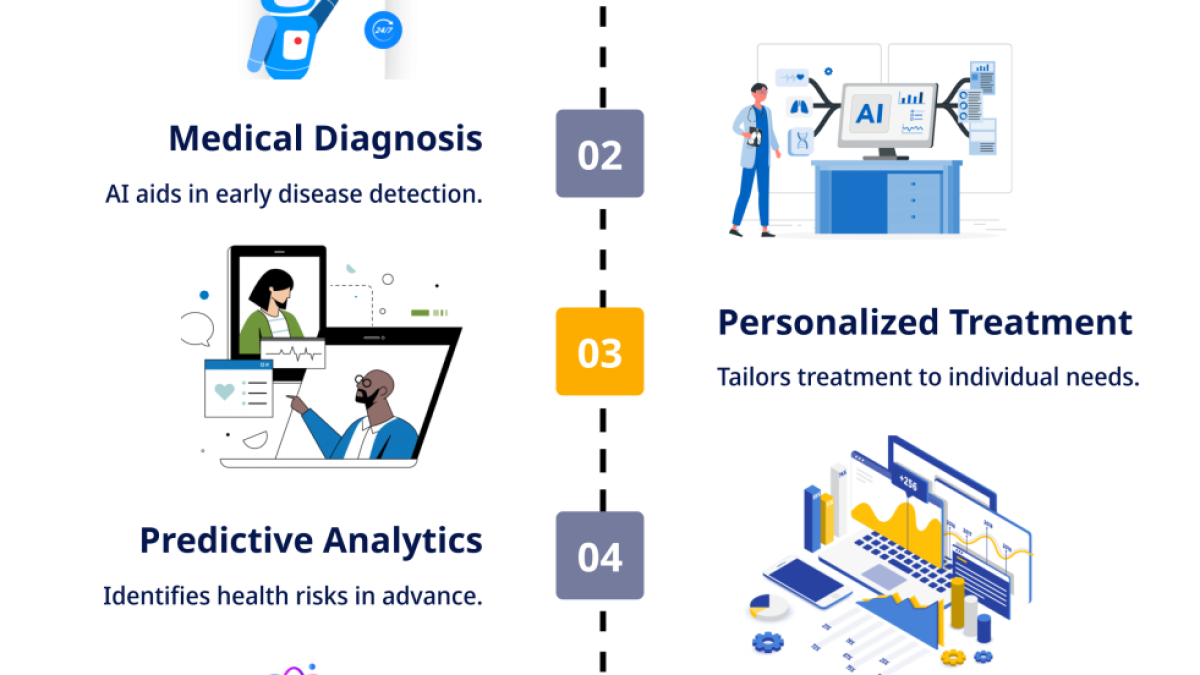 24/7
AI
Medical Diagnosis
AI aids in early disease detection.
02
03
Personalized Treatment
Tailors treatment to individual needs.
+256
Predictive Analytics
Identifies health risks in advance.
04